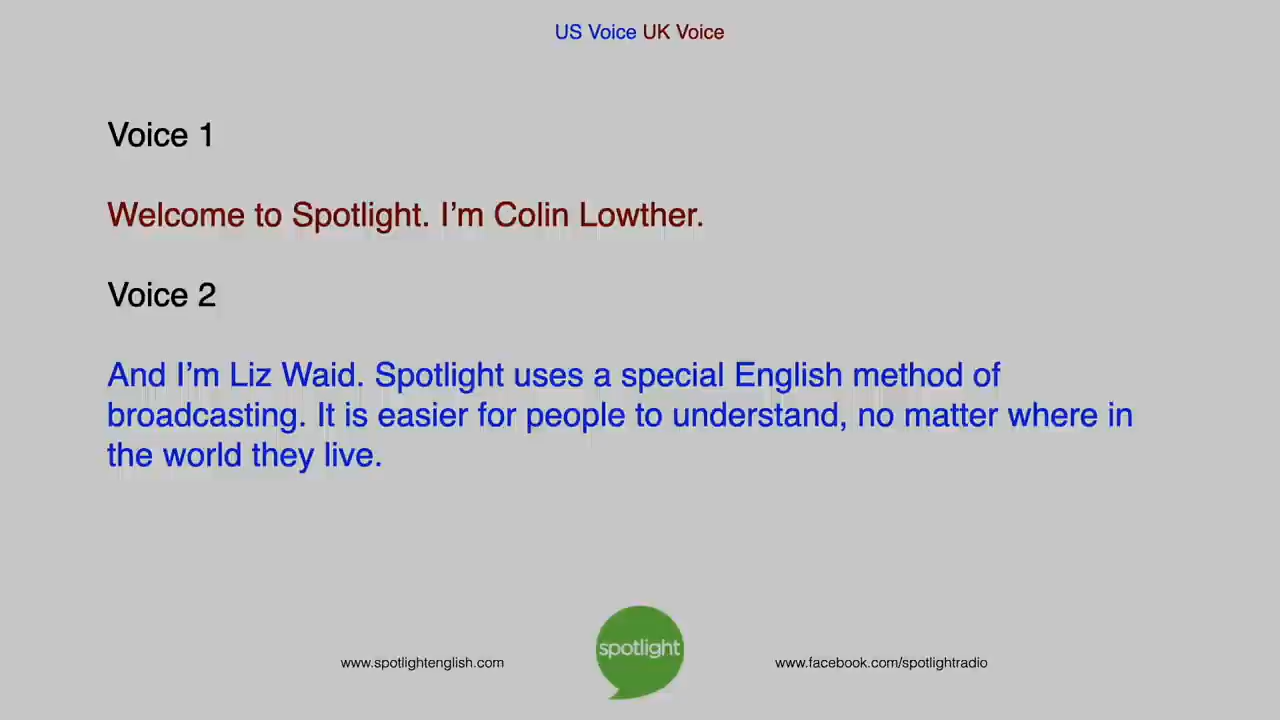 US Voice UK Voice
Voice 1
Welcome to Spotlight. I’m Colin Lowther.
Voice 2
And I’m Liz Waid. Spotlight uses a special English method of
broadcasting. It is easier for people to understand, no matter where in
the world they live.
spotlight
www.spotlightenglish.com
www.facebook.com/spotlightradio